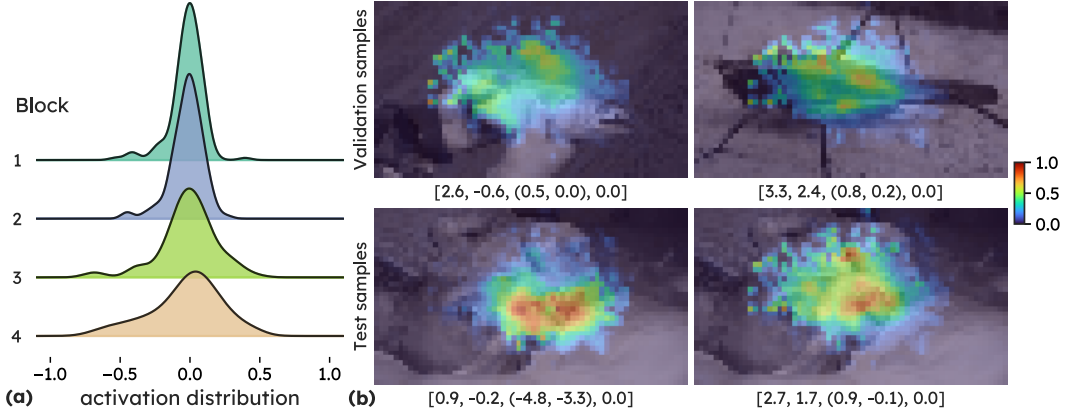 Block
1
2
3
4
−1.0 −0.5 0.0 0.5 1.0
(a) activation distribution
Validation samples
[2.6, -0.6, (0.5, 0.0), 0.0]
[3.3, 2.4, (0.8, 0.2), 0.0]
Test samples
(b)
[0.9, -0.2, (-4.8, -3.3), 0.0]
[2.7, 1.7, (0.9, -0.1), 0.0]
1.0
0.5
0.0